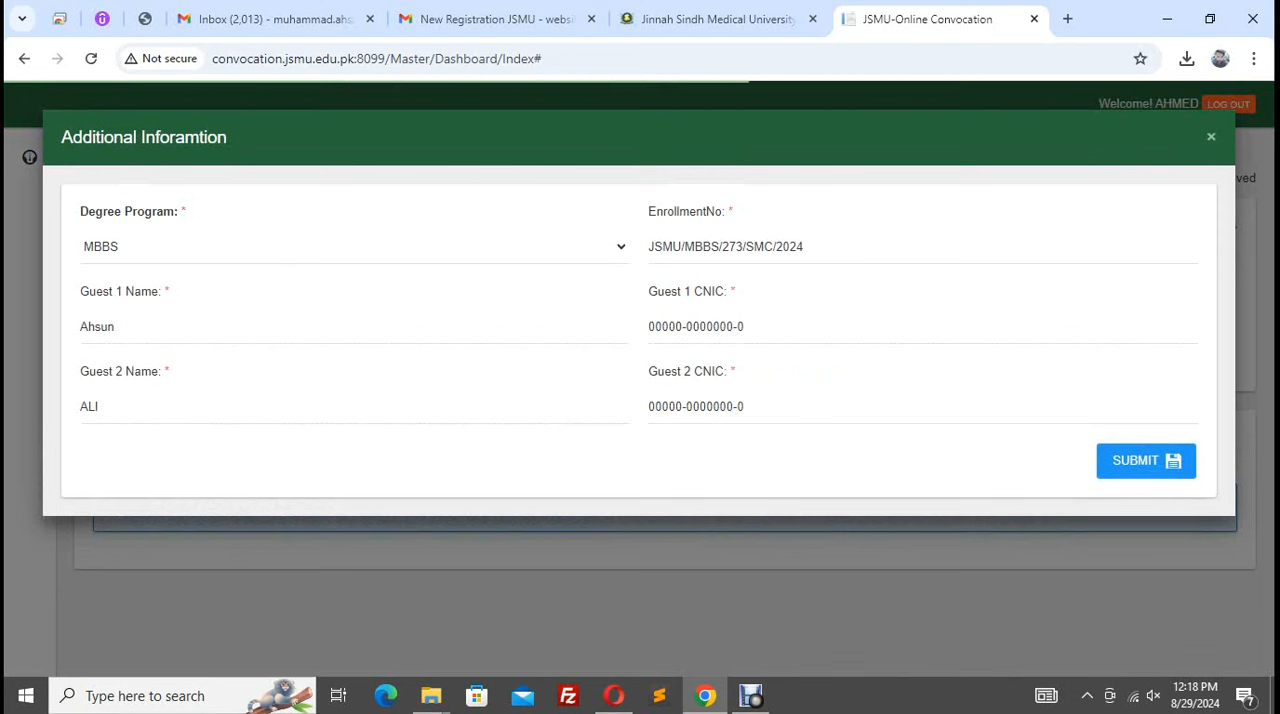 Inbox (2,013) - muhammad.ahs
New Registration JSMU - websi
Jinnah Sindh Medical University
JSMU-Online Convocation
Not secure
convocation.jsmu.edu.pk:8099/Master/Dashboard/Index#
Welcome! AHMED LOG OUT
Additional Inforamtion
×
ved
Degree Program: *
EnrollmentNo: *
MBBS
JSMU/MBBS/273/SMC/2024
Guest 1 Name: *
Guest 1 CNIC: *
Ahsun
00000-0000000-0
Guest 2 Name: *
Guest 2 CNIC: *
ALI
00000-0000000-0
SUBMIT
Type here to search
12:18 PM
8/29/2024
7